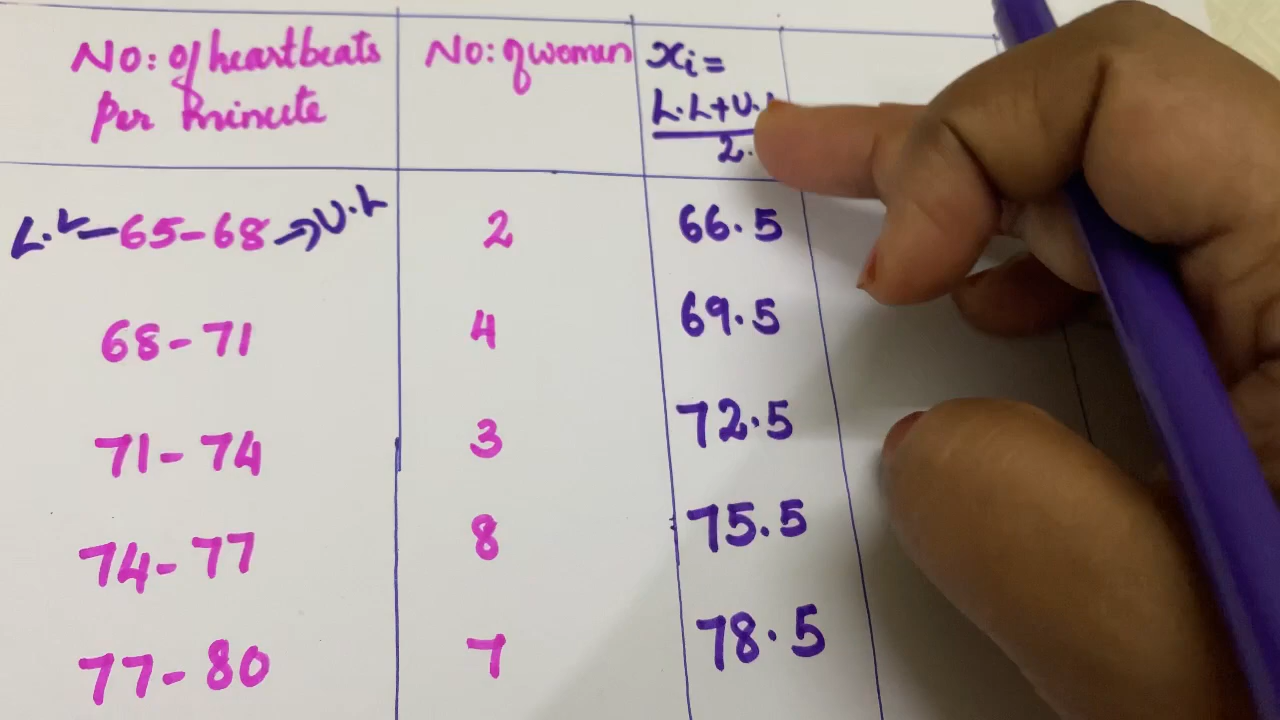 No: of heartbeats per minute No: of women xi =
L.L+U.
2.
L.L 65-68 → U.L 2 66.5
68-71 4 69.5
71-74 3 72.5
74-77 8 75.5
77-80 7 78.5